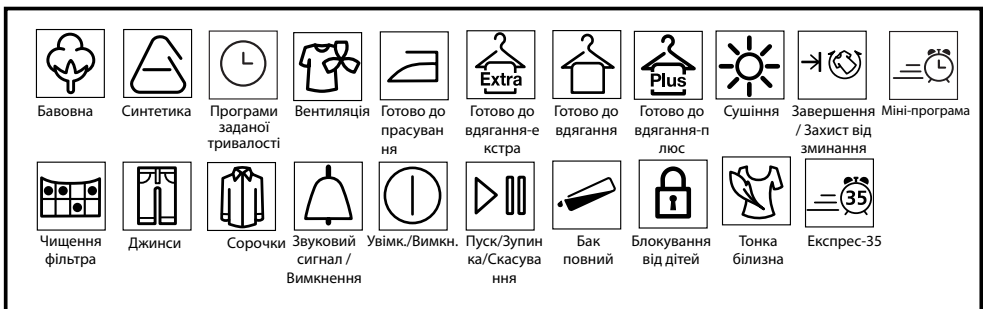 Extra
Plus
Бавовна
Синтетика
Програми
заданої
тривалості
Вентиляція
Готово до
прасуван
ня
Готово до
вдягання-е
кстра
Готово до
вдягання
Готово до
вдягання-п
люс
Сушіння
Завершення
/ Захист від
зминання
Міні-програма
35
Чищення
фільтра
Джинси
Сорочки
Звуковий
сигнал /
Вимкнення
Увімк./Вимкн.
Пуск/Зупин
ка/Скасува
ння
Бак
повний
Блокування
від дітей
Тонка
білизна
Експрес-35